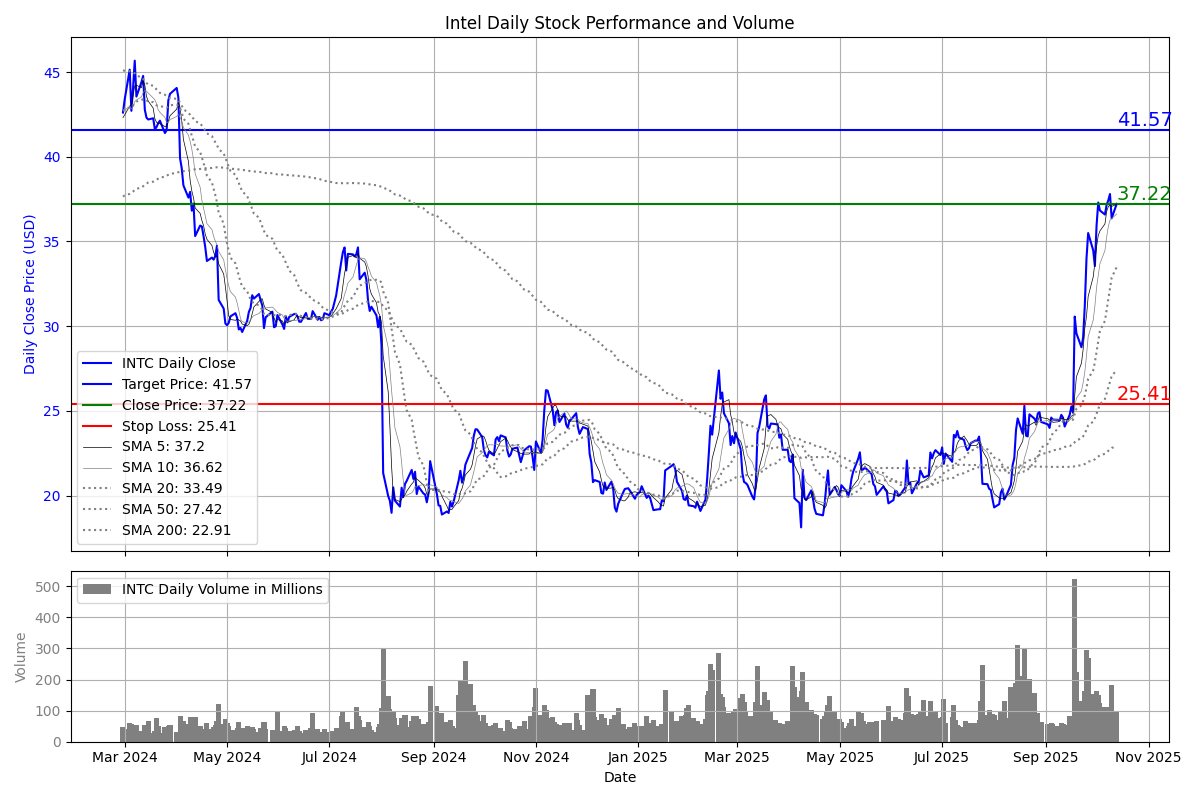 Intel Daily Stock Performance and Volume
Daily Close Price (USD)
45
40
35
30
25
20
41.57
37.22
25.41
INTC Daily Close
Target Price: 41.57
Close Price: 37.22
Stop Loss: 25.41
SMA 5: 37.2
SMA 10: 36.62
SMA 20: 33.49
SMA 50: 27.42
SMA 200: 22.91
Volume
500
400
300
200
100
0
INTC Daily Volume in Millions
Mar 2024 May 2024 Jul 2024 Sep 2024 Nov 2024 Jan 2025 Mar 2025 May 2025 Jul 2025 Sep 2025 Nov 2025
Date